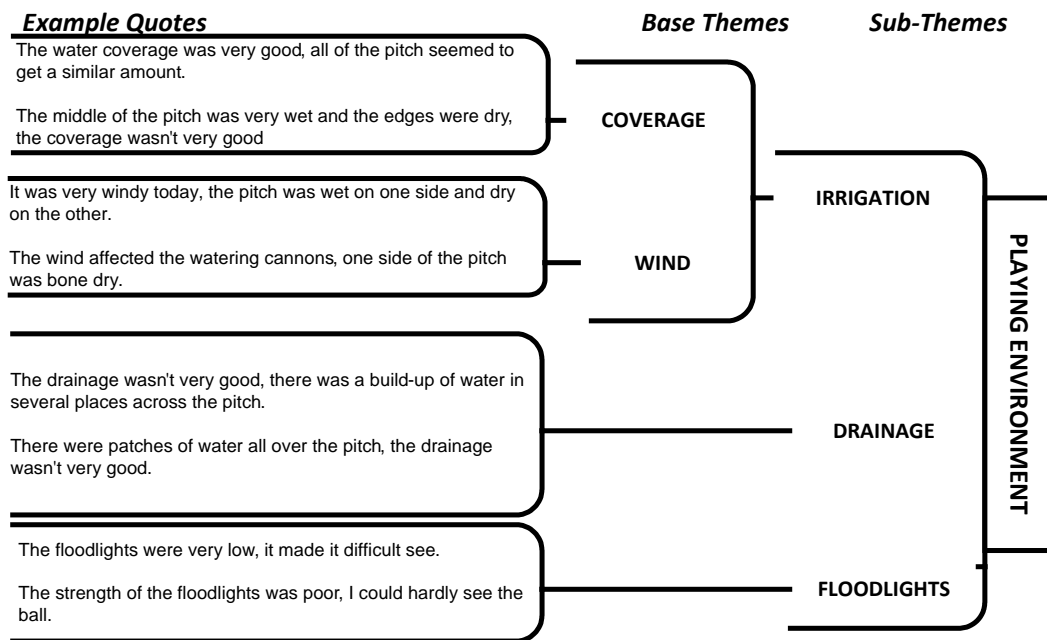 Example Quotes
Base Themes
Sub-Themes
The water coverage was very good, all of the pitch seemed to
get a similar amount.
The middle of the pitch was very wet and the edges were dry,
the coverage wasn't very good
COVERAGE
It was very windy today, the pitch was wet on one side and dry
on the other.
The wind affected the watering cannons, one side of the pitch
was bone dry.
WIND
IRRIGATION
The drainage wasn't very good, there was a build-up of water in
several places across the pitch.
There were patches of water all over the pitch, the drainage
wasn't very good.
DRAINAGE
The floodlights were very low, it made it difficult see.
The strength of the floodlights was poor, I could hardly see the
ball.
FLOODLIGHTS
PLAYING ENVIRONMENT